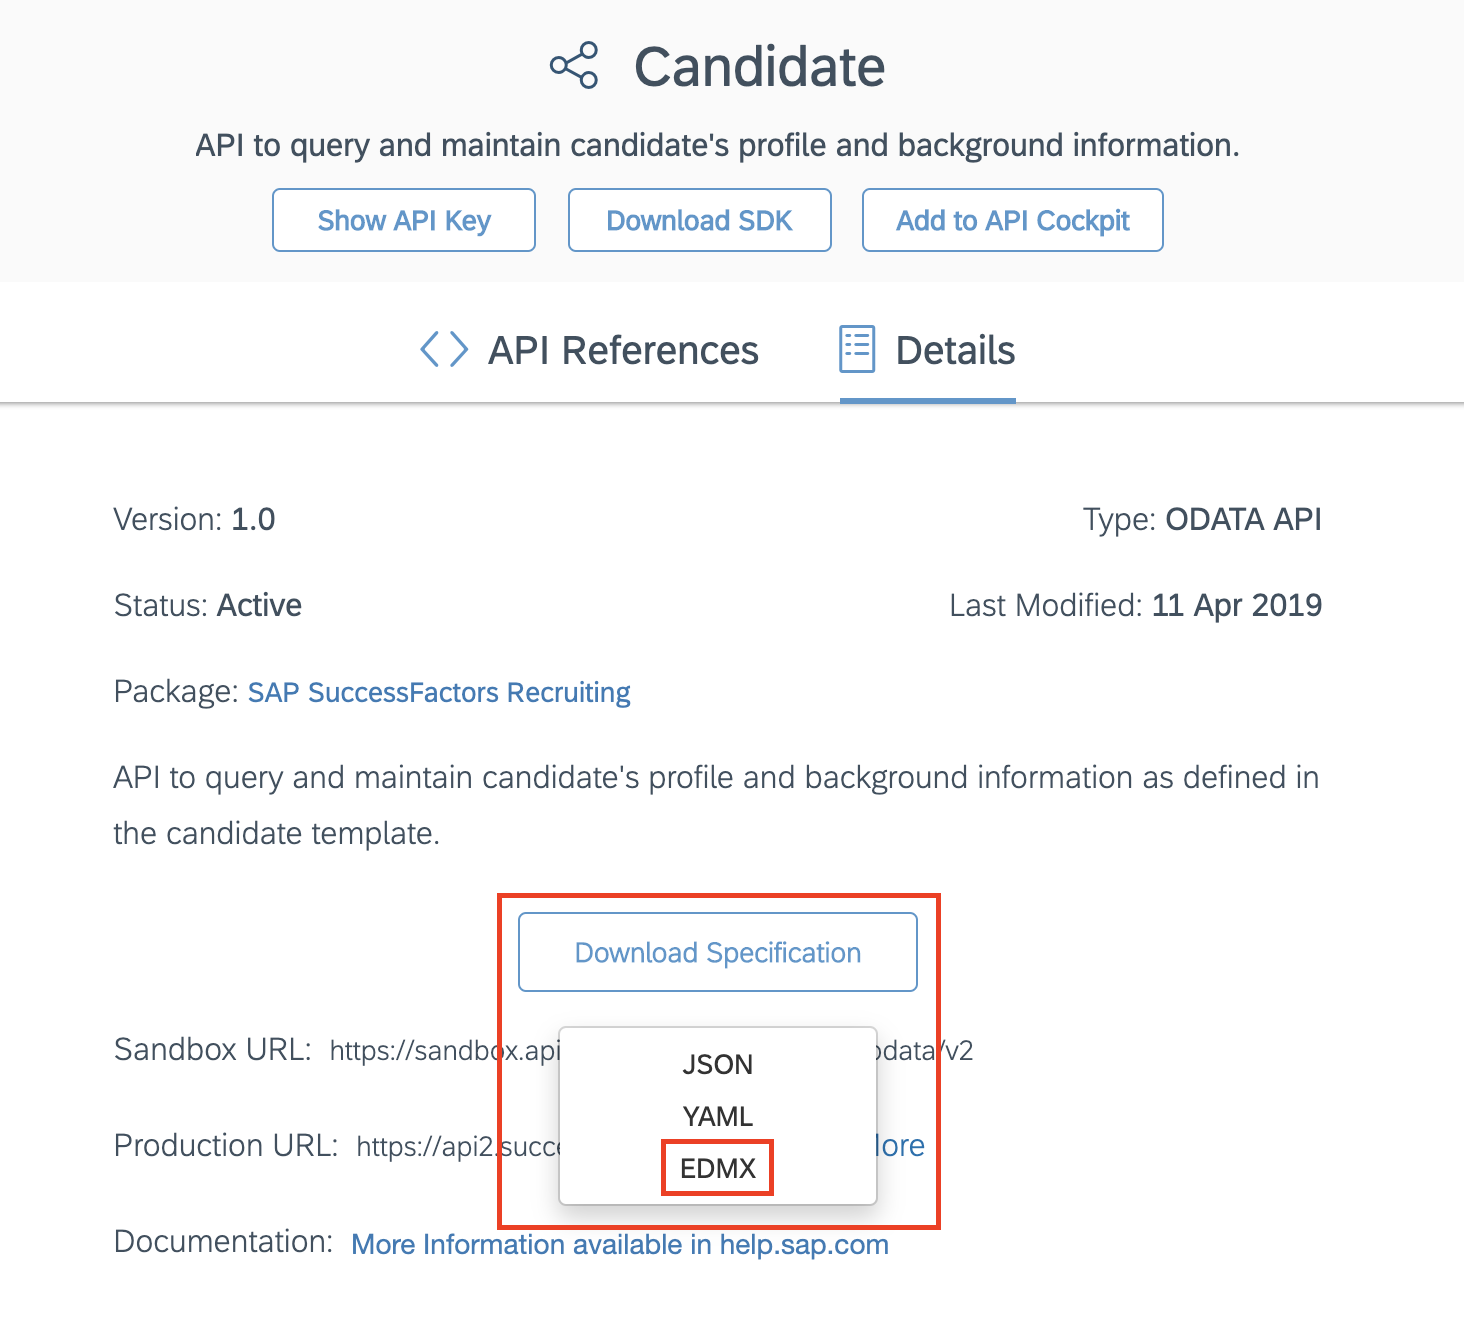 Candidate
API to query and maintain candidate's profile and background information.
Show API Key
Download SDK
Add to API Cockpit
API References
Details
Version: 1.0
Type: ODATA API
Status: Active
Last Modified: 11 Apr 2019
Package: SAP SuccessFactors Recruiting
API to query and maintain candidate's profile and background information as defined in
the candidate template.
Download Specification
JSON
YAML
EDMX
Sandbox URL: https://sandbox.api odata/v2
Production URL: https://api2.succe
Documentation: More Information available in help.sap.com